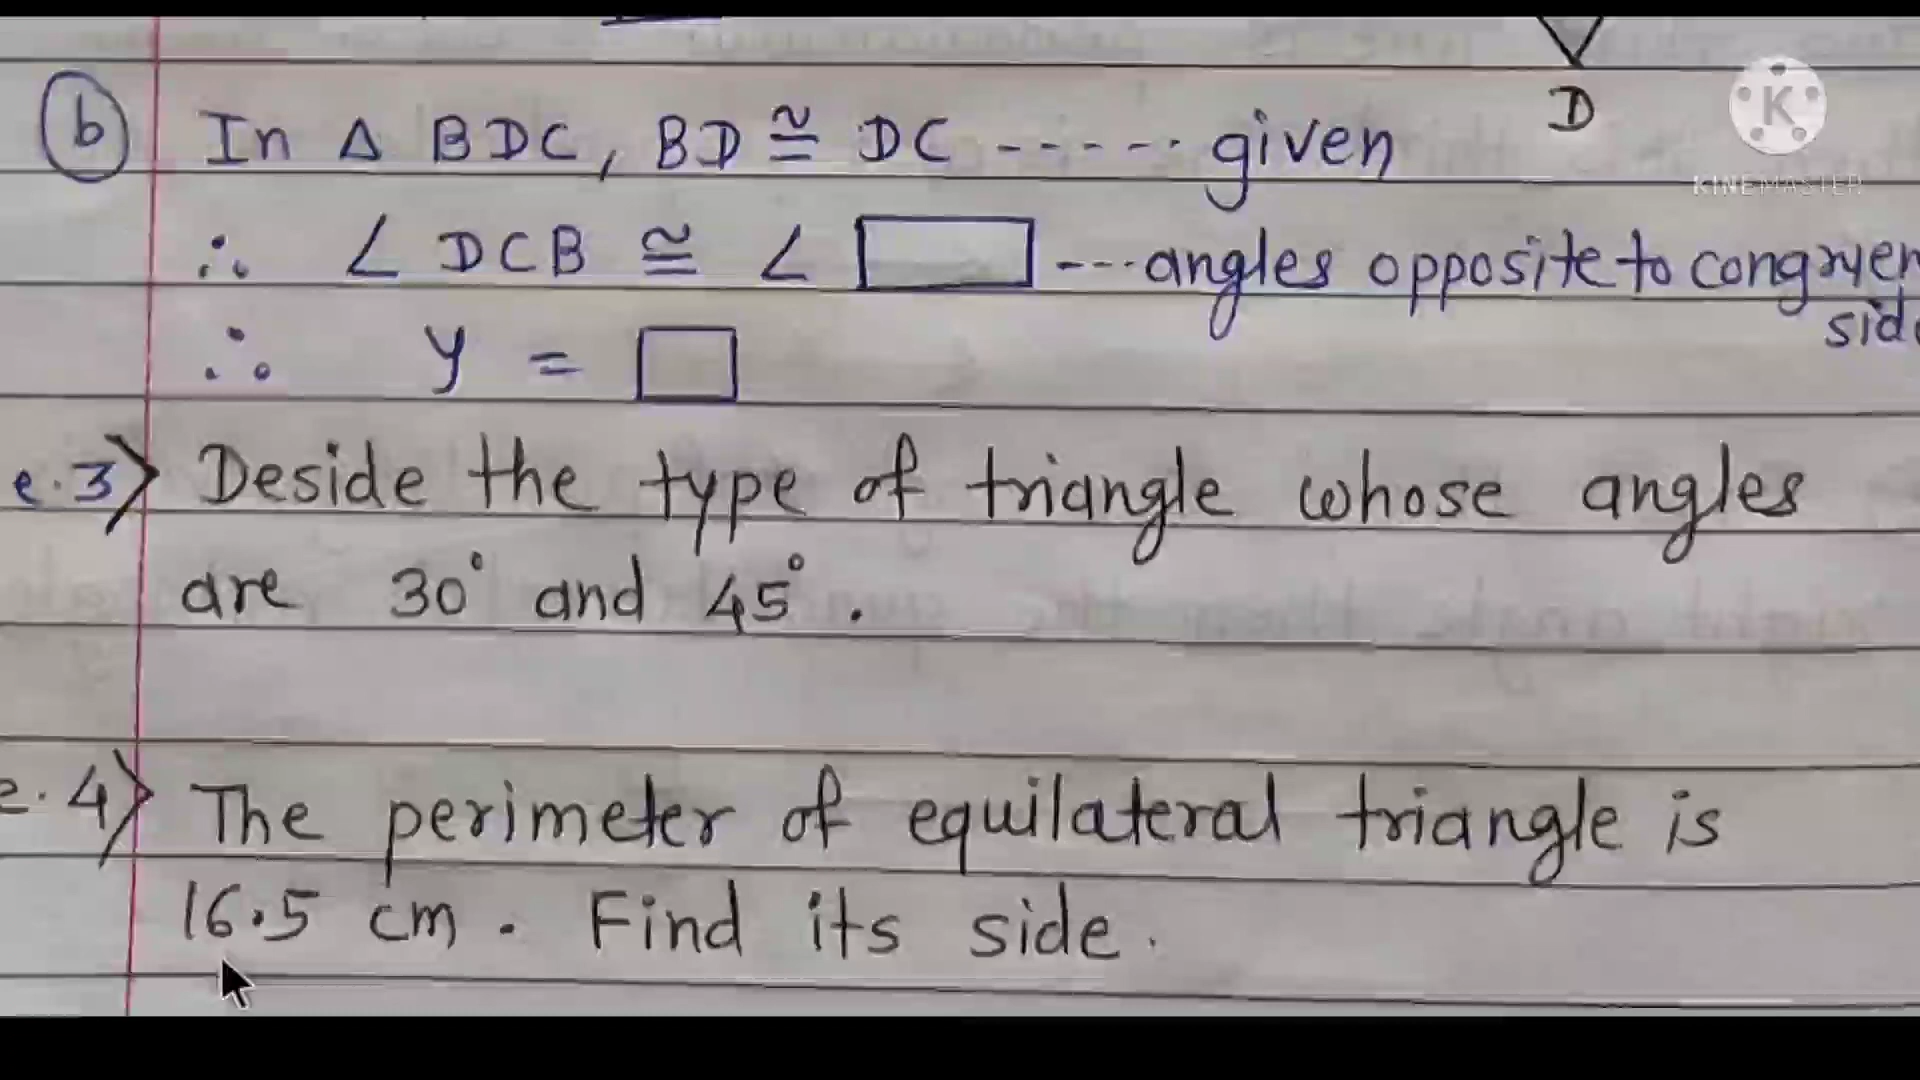 D
K
KINEMASTER
b In Δ BDC, BD ≅ DC ------ given
∴ ∠ DCB ≅ ∠ ---angles opposite to congruen
sid
∴ y =
e.3> Deside the type of triangle whose angles
are 30° and 45°.
e.4> The perimeter of equilateral triangle is
16.5 cm. Find its side.